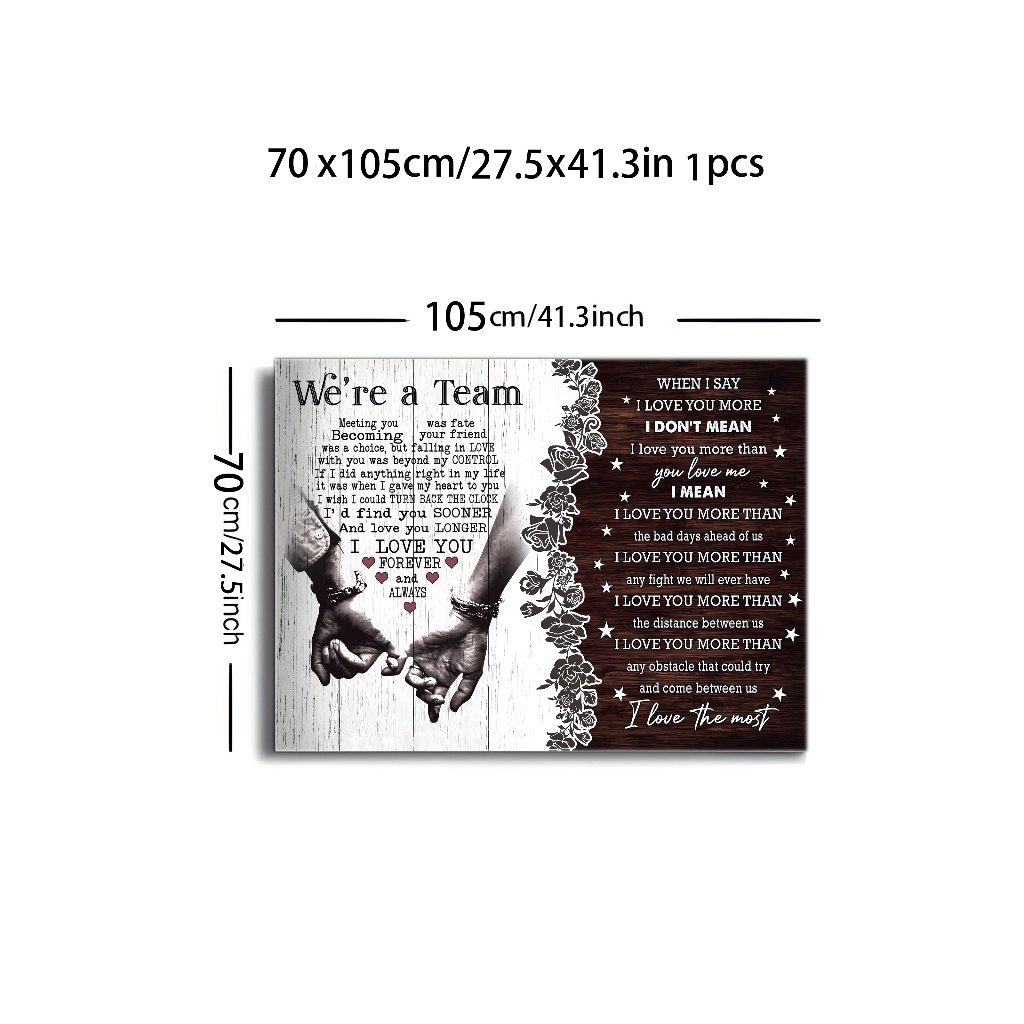 70 x105cm/27.5x41.3in 1pcs
105cm/41.3inch
70cm/27.5inch
We're a Team
Meeting you was fate
Becoming your friend
was a choice, but falling in LOVE
with you was beyond my CONTROL
If I did anything right in my life
it was when I gave my heart to you
I wish I could TURN BACK THE CLOCK
I'd find you SOONER
And love you LONGER
I LOVE YOU
FOREVER
and
ALWAYS
WHEN I SAY
I LOVE YOU MORE
I DON'T MEAN
I love you more than
you love me
I MEAN
I LOVE YOU MORE THAN
the bad days ahead of us
I LOVE YOU MORE THAN
any fight we will ever have
I LOVE YOU MORE THAN
the distance between us
I LOVE YOU MORE THAN
any obstacle that could try
and come between us
I love the most